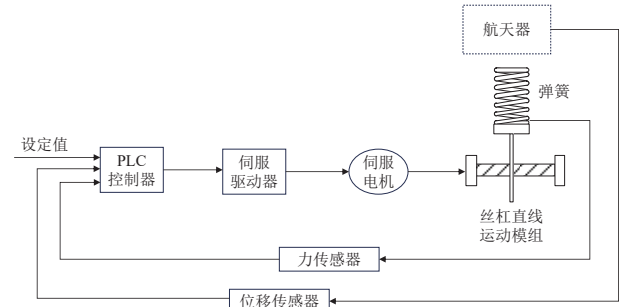 航天器
弹簧
设定值
PLC
控制器
伺服
驱动器
伺服
电机
丝杠直线
运动模组
力传感器
位移传感器